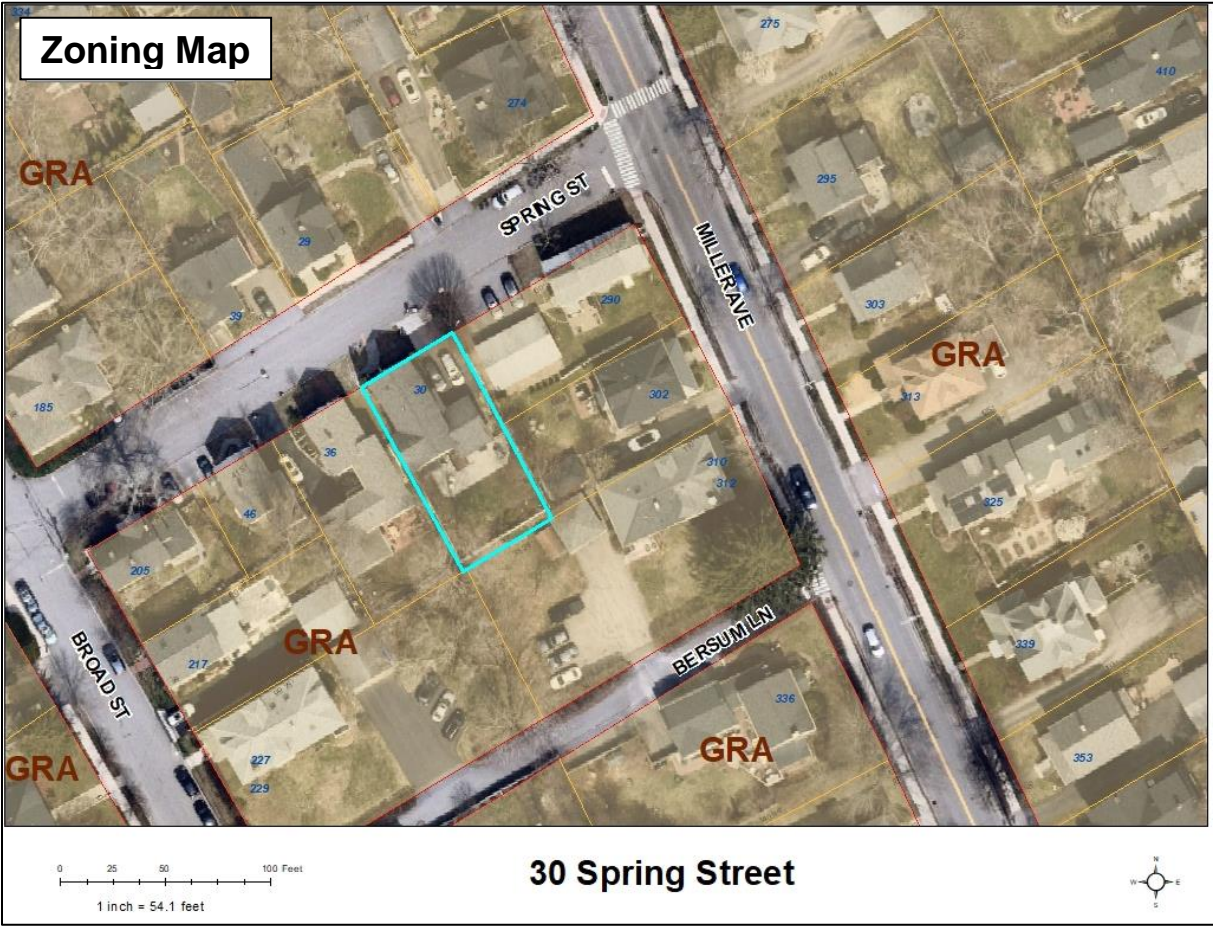 334
Zoning Map
275
410
274
GRA
SPRING ST
295
29
MILLER AVE
290
303
39
GRA
30
302
313
185
36
310
312
46
325
205
BERSUM LN
GRA
217
BROAD ST
339
336
GRA
GRA
227
229
353
0 25 50 100 Feet
1 inch = 54.1 feet
30 Spring Street
N
W E
S